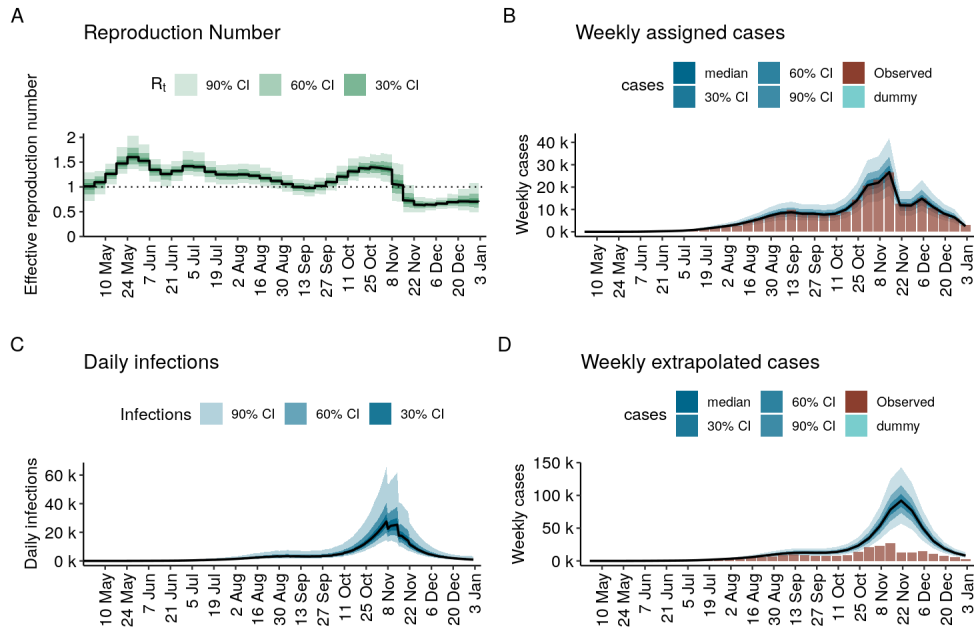 A
Reproduction Number
Rt 90% CI 60% CI 30% CI
Effective reproduction number
2
1.5
1
0.5
0
10 May 24 May 7 Jun 21 Jun 5 Jul 19 Jul 2 Aug 16 Aug 30 Aug 13 Sep 27 Sep 11 Oct 25 Oct 8 Nov 22 Nov 6 Dec 20 Dec 3 Jan
B
Weekly assigned cases
cases median 60% CI Observed
30% CI 90% CI dummy
Weekly cases
40 k
30 k
20 k
10 k
0 k
10 May 24 May 7 Jun 21 Jun 5 Jul 19 Jul 2 Aug 16 Aug 30 Aug 13 Sep 27 Sep 11 Oct 25 Oct 8 Nov 22 Nov 6 Dec 20 Dec 3 Jan
C
Daily infections
Infections 90% CI 60% CI 30% CI
Daily infections
60 k
40 k
20 k
0 k
10 May 24 May 7 Jun 21 Jun 5 Jul 19 Jul 2 Aug 16 Aug 30 Aug 13 Sep 27 Sep 11 Oct 25 Oct 8 Nov 22 Nov 6 Dec 20 Dec 3 Jan
D
Weekly extrapolated cases
cases median 60% CI Observed
30% CI 90% CI dummy
Weekly cases
150 k
100 k
50 k
0 k
10 May 24 May 7 Jun 21 Jun 5 Jul 19 Jul 2 Aug 16 Aug 30 Aug 13 Sep 27 Sep 11 Oct 25 Oct 8 Nov 22 Nov 6 Dec 20 Dec 3 Jan